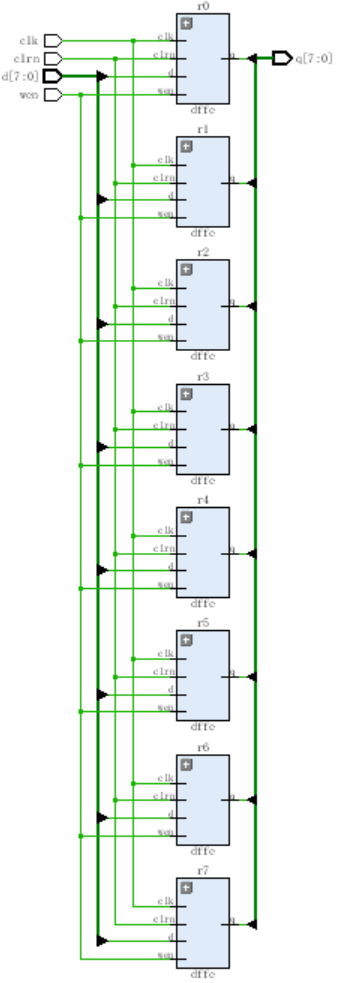 r0
clk
clk
clrn
clrn
q[7:0]
d[7:0]
d
q
wen
wen
dffe
r1
clk
clrn
q
d
wen
dffe
r2
clk
clrn
q
d
wen
dffe
r3
clk
clrn
q
d
wen
dffe
r4
clk
clrn
q
d
wen
dffe
r5
clk
clrn
q
d
wen
dffe
r6
clk
clrn
q
d
wen
dffe
r7
clk
clrn
q
d
wen
dffe